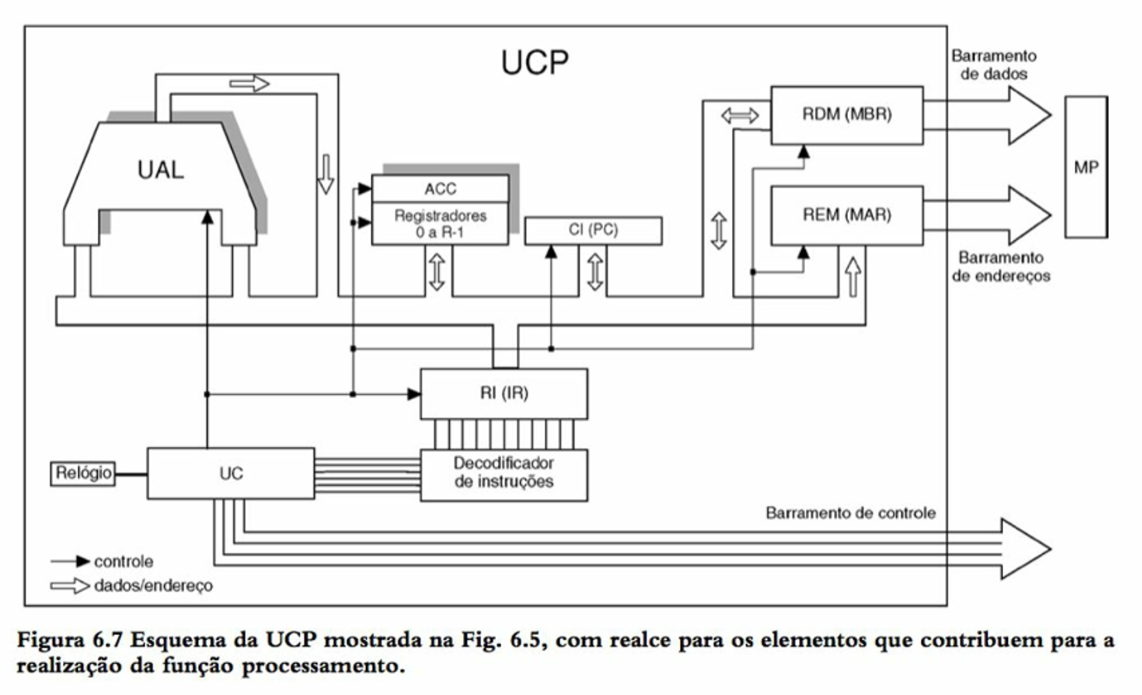 UCP
Barramento
de dados
RDM (MBR)
MP
UAL
ACC
Registradores
0 a R-1
CI (PC)
REM (MAR)
Barramento
de endereços
RI (IR)
Relógio
UC
Decodificador
de instruções
Barramento de controle
controle
dados/endereço
Figura 6.7 Esquema da UCP mostrada na Fig. 6.5, com realce para os elementos que contribuem para a
realização da função processamento.